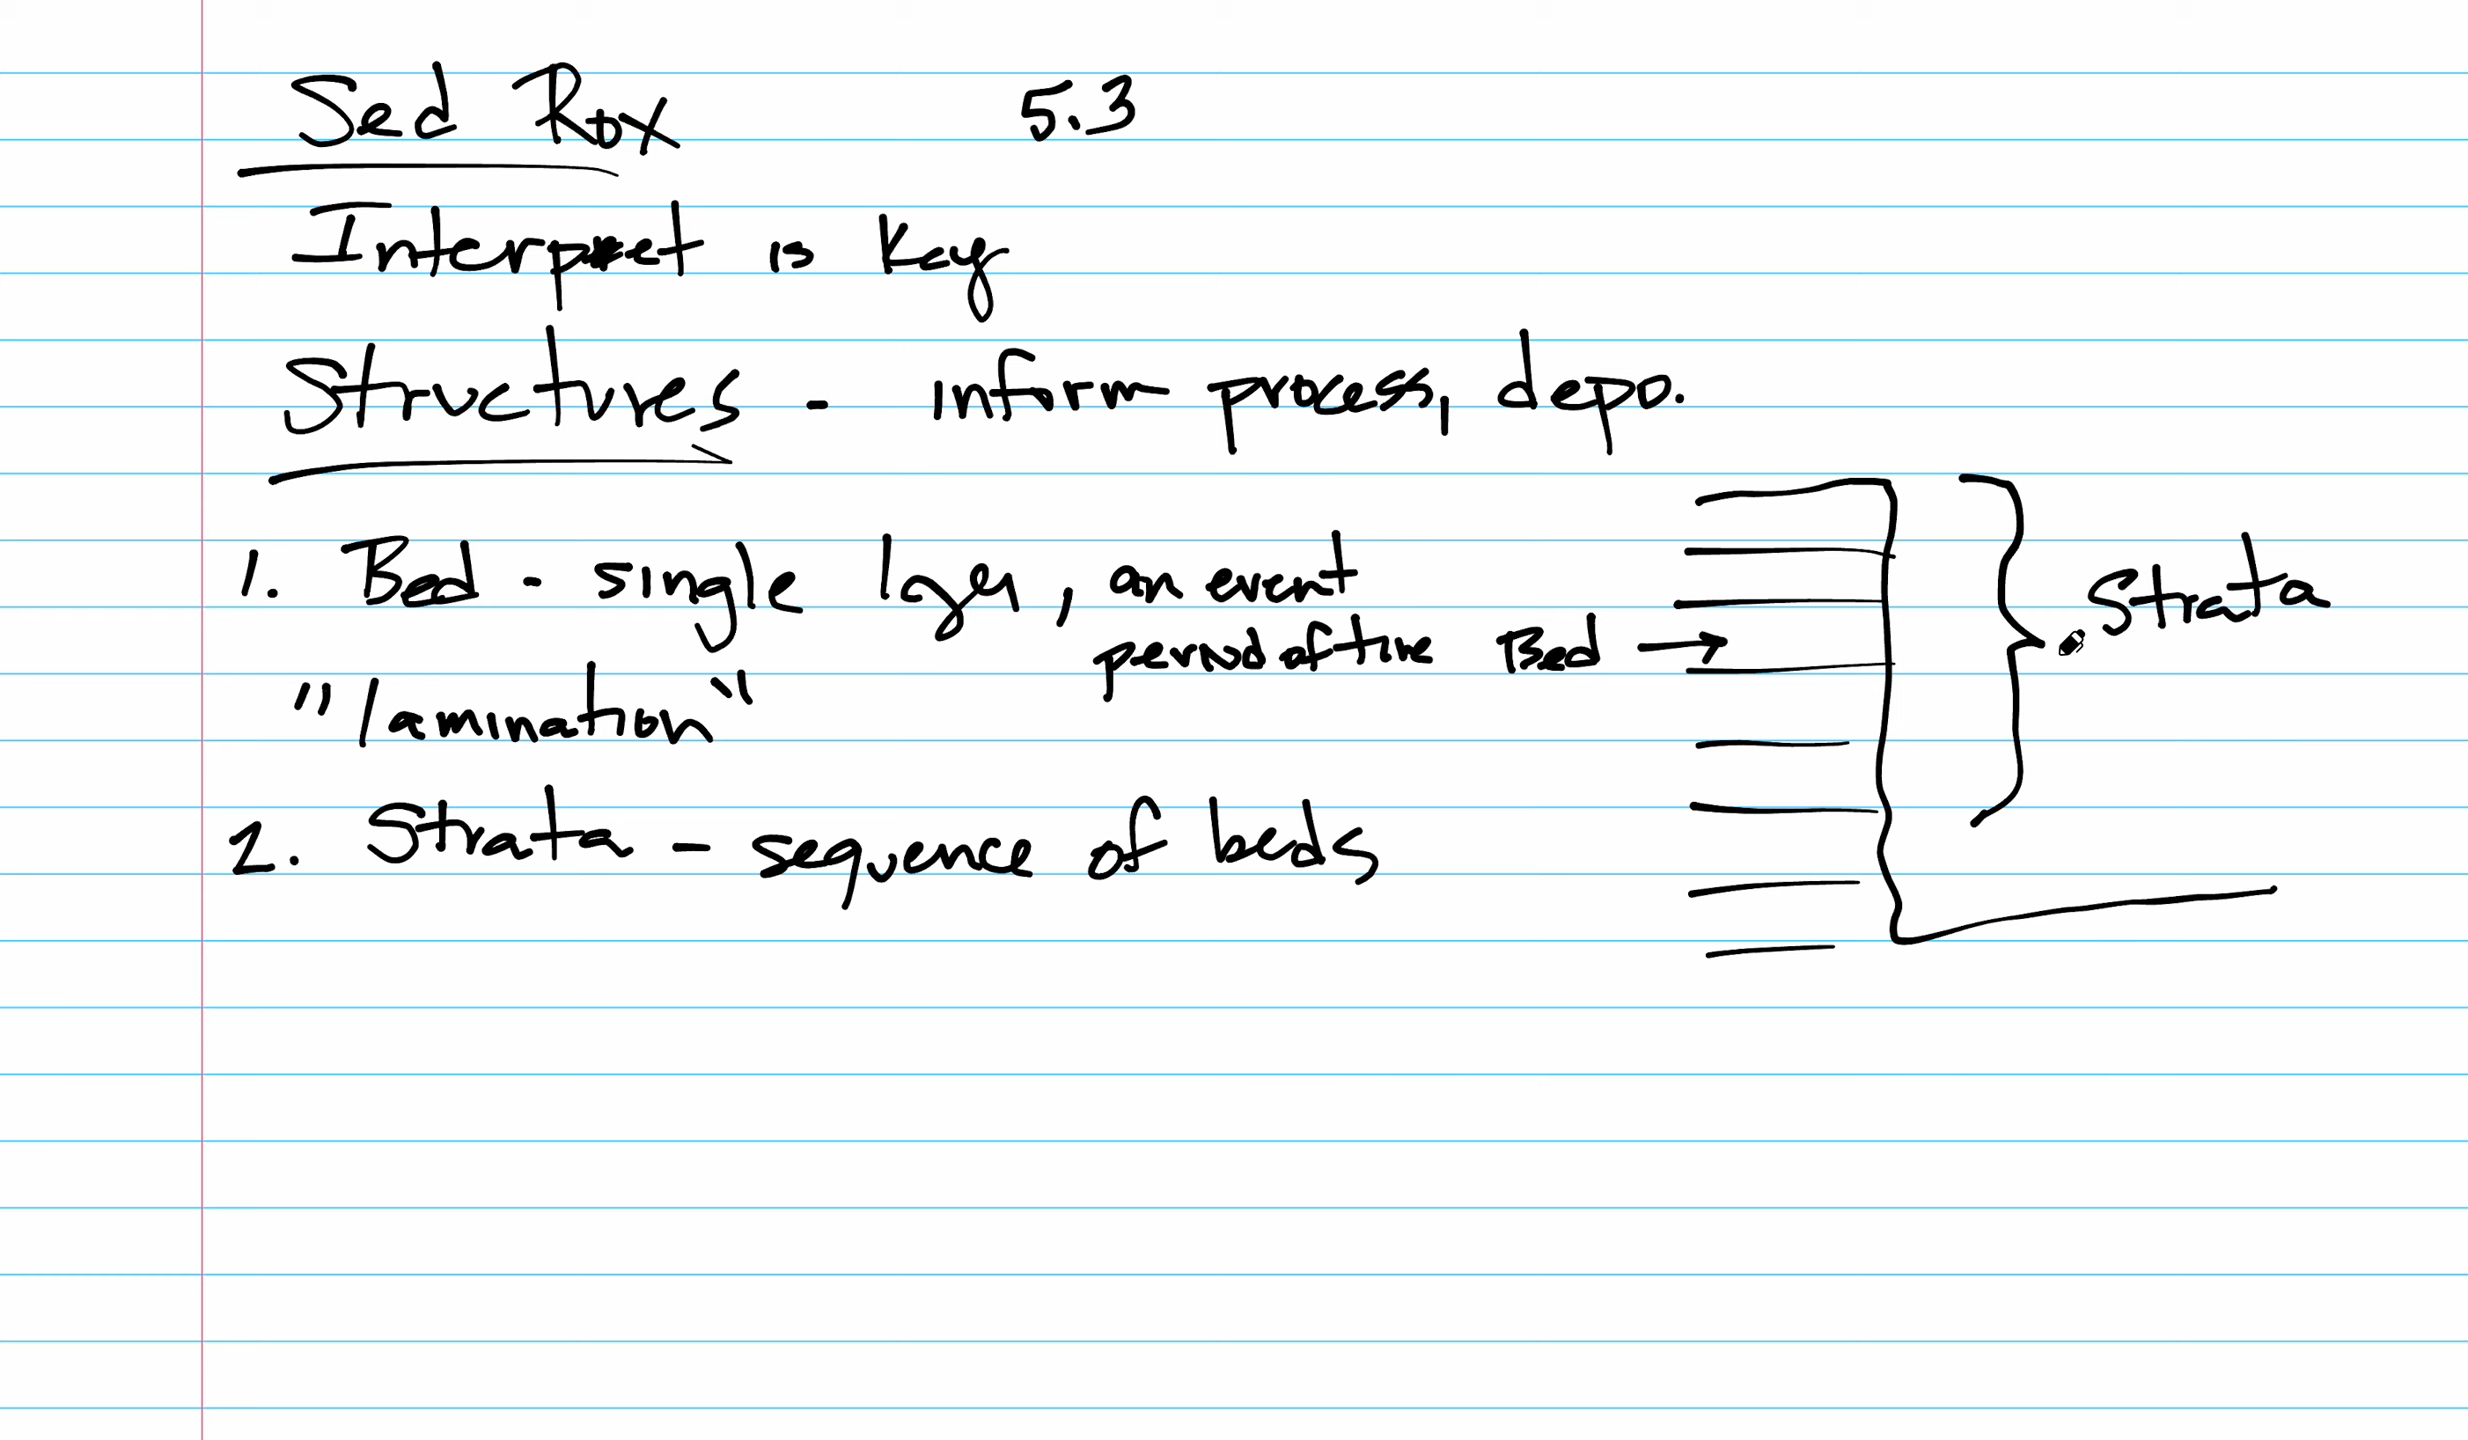 Sed Rox 5.3
Interpret is key
Structures - inform process, depo.
1. Bed - single layer, an event
period of time Bed →
"lamination"
Strata
2. Strata - sequence of beds